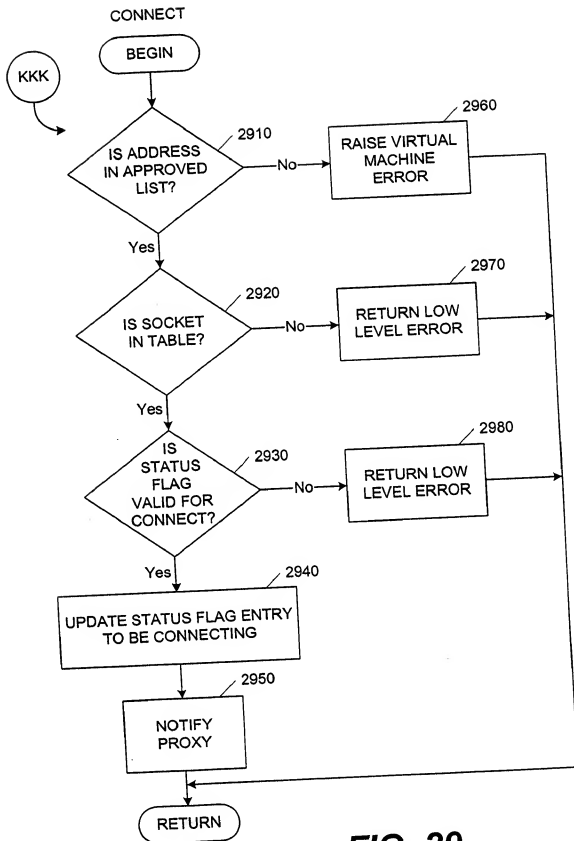 CONNECT
BEGIN
KKK
2910
IS ADDRESS
IN APPROVED
LIST?
No
2960
RAISE VIRTUAL
MACHINE
ERROR
Yes
2920
IS SOCKET
IN TABLE?
No
2970
RETURN LOW
LEVEL ERROR
Yes
2930
IS
STATUS
FLAG
VALID FOR
CONNECT?
No
2980
RETURN LOW
LEVEL ERROR
Yes
2940
UPDATE STATUS FLAG ENTRY
TO BE CONNECTING
2950
NOTIFY
PROXY
RETURN